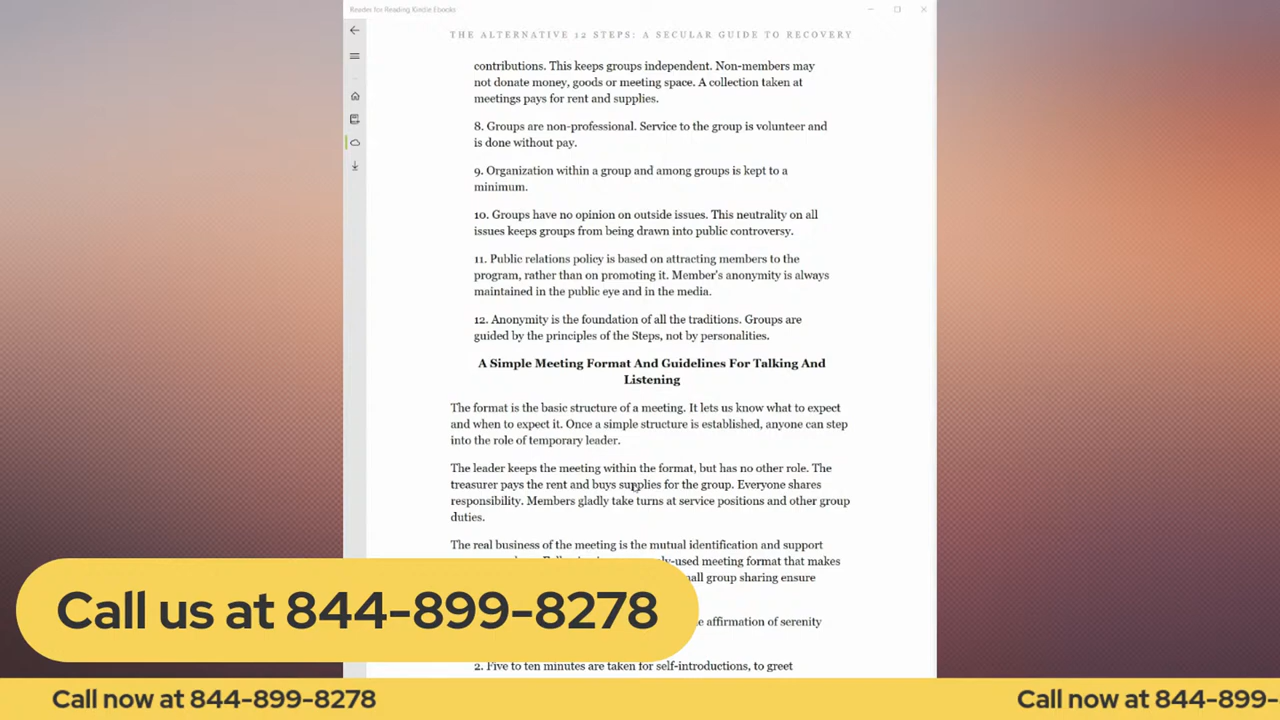 Reader for Reading Kindle Ebooks
THE ALTERNATIVE 12 STEPS: A SECULAR GUIDE TO RECOVERY
contributions. This keeps groups independent. Non-members may
not donate money, goods or meeting space. A collection taken at
meetings pays for rent and supplies.
8. Groups are non-professional. Service to the group is volunteer and
is done without pay.
9. Organization within a group and among groups is kept to a
minimum.
10. Groups have no opinion on outside issues. This neutrality on all
issues keeps groups from being drawn into public controversy.
11. Public relations policy is based on attracting members to the
program, rather than on promoting it. Member's anonymity is always
maintained in the public eye and in the media.
12. Anonymity is the foundation of all the traditions. Groups are
guided by the principles of the Steps, not by personalities.
A Simple Meeting Format And Guidelines For Talking And
Listening
The format is the basic structure of a meeting. It lets us know what to expect
and when to expect it. Once a simple structure is established, anyone can step
into the role of temporary leader.
The leader keeps the meeting within the format, but has no other role. The
treasurer pays the rent and buys supplies for the group. Everyone shares
responsibility. Members gladly take turns at service positions and other group
duties.
The real business of the meeting is the mutual identification and support
-used meeting format that makes
group sharing ensure
affirmation of serenity
2. Five to ten minutes are taken for self-introductions, to greet
Call us at 844-899-8278
Call now at 844-899-8278
Call now at 844-899-